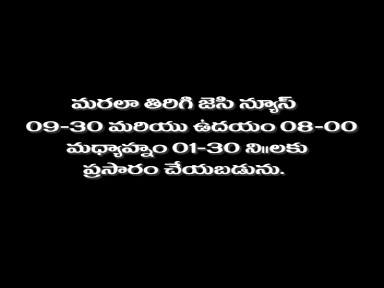 మరలా తిరిగి జెసి న్యూస్
09-30 మరియు ఉదయం 08-00
మధ్యాహ్నం 01-30 ని॥లకు
ప్రసారం చేయబడును.